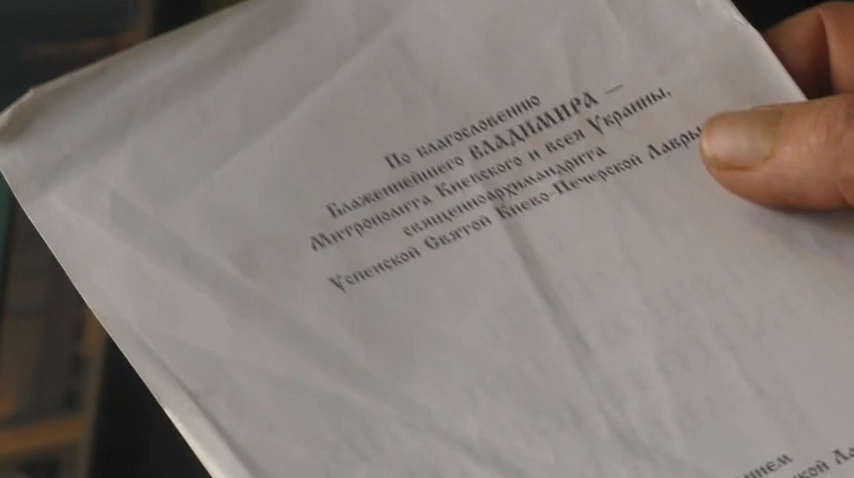 По благословению
Блаженнейшего ВЛАДИМИРА —
Митрополита Киевского и всея Украины,
священноархимандрита
Успенской Святой Киево-Печерской Лавры